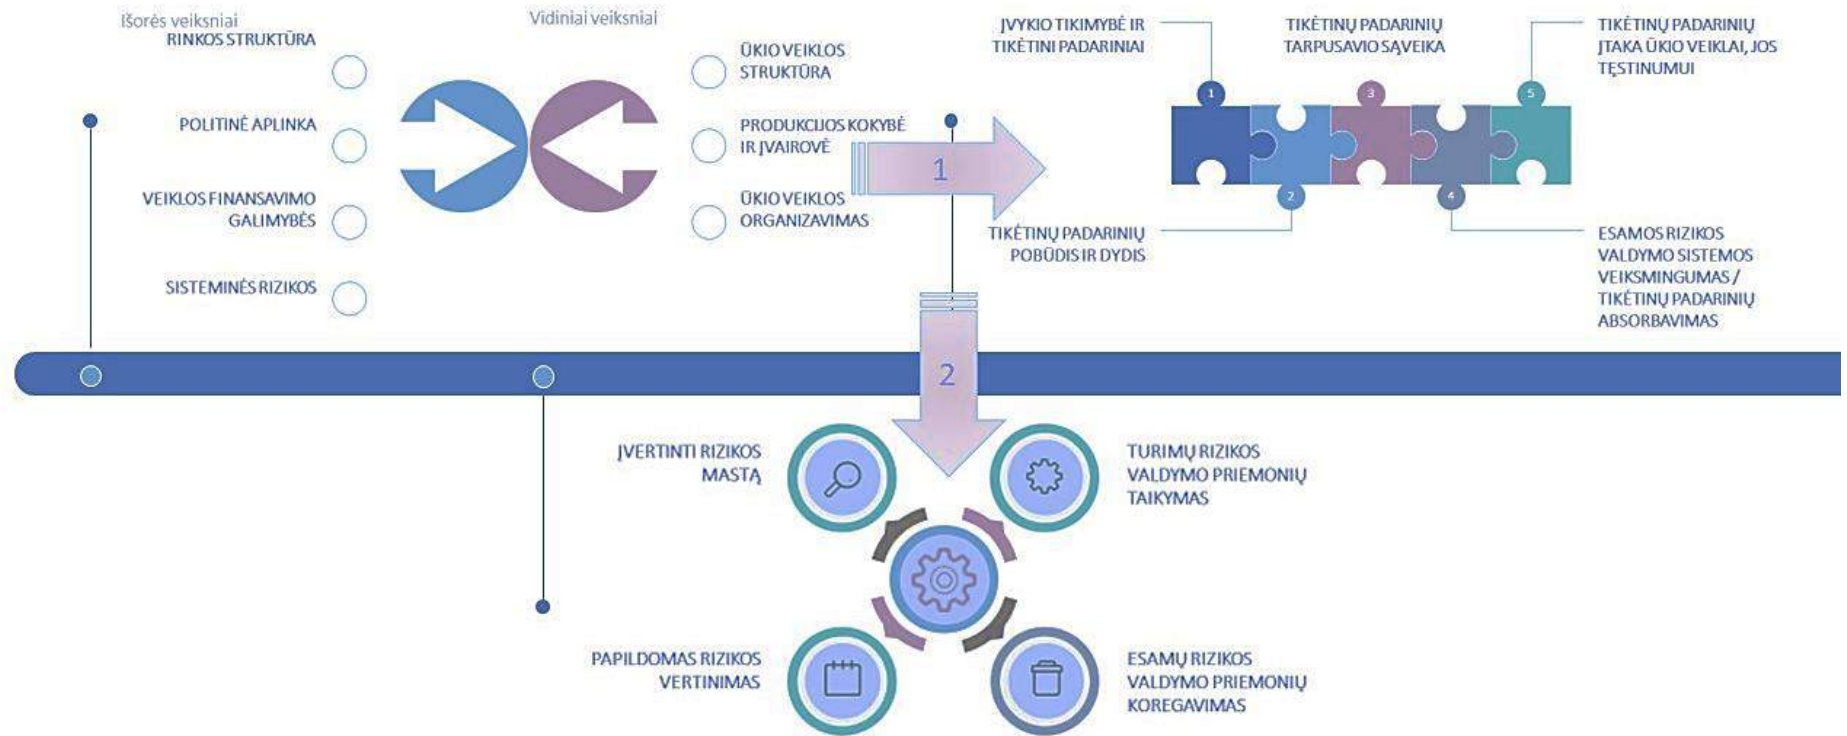 Išorės veiksniai
RINKOS STRUKTŪRA
POLITINĖ APLINKA
VEIKLOS FINANSAVIMO
GALIMYBĖS
SISTEMINĖS RIZIKOS
Vidiniai veiksniai
ŪKIO VEIKLOS
STRUKTŪRA
PRODUKCIJOS KOKYBĖ
IR ĮVAIROVĖ
ŪKIO VEIKLOS
ORGANIZAVIMAS
1
ĮVYKIO TIKIMYBĖ IR
TIKĖTINI PADARINIAI
TIKĖTINŲ PADARINIŲ
TARPUSAVIO SĄVEIKA
TIKĖTINŲ PADARINIŲ
ĮTAKA ŪKIO VEIKLAI, JOS
TĘSTINUMUI
1
3
5
2
4
TIKĖTINŲ PADARINIŲ
POBŪDIS IR DYDIS
ESAMOS RIZIKOS
VALDYMO SISTEMOS
VEIKSMINGUMAS /
TIKĖTINŲ PADARINIŲ
ABSORBAVIMAS
2
ĮVERTINTI RIZIKOS
MASTĄ
TURIMŲ RIZIKOS
VALDYMO PRIEMONIŲ
TAIKYMAS
PAPILDOMAS RIZIKOS
VERTINIMAS
ESAMŲ RIZIKOS
VALDYMO PRIEMONIŲ
KOREGAVIMAS